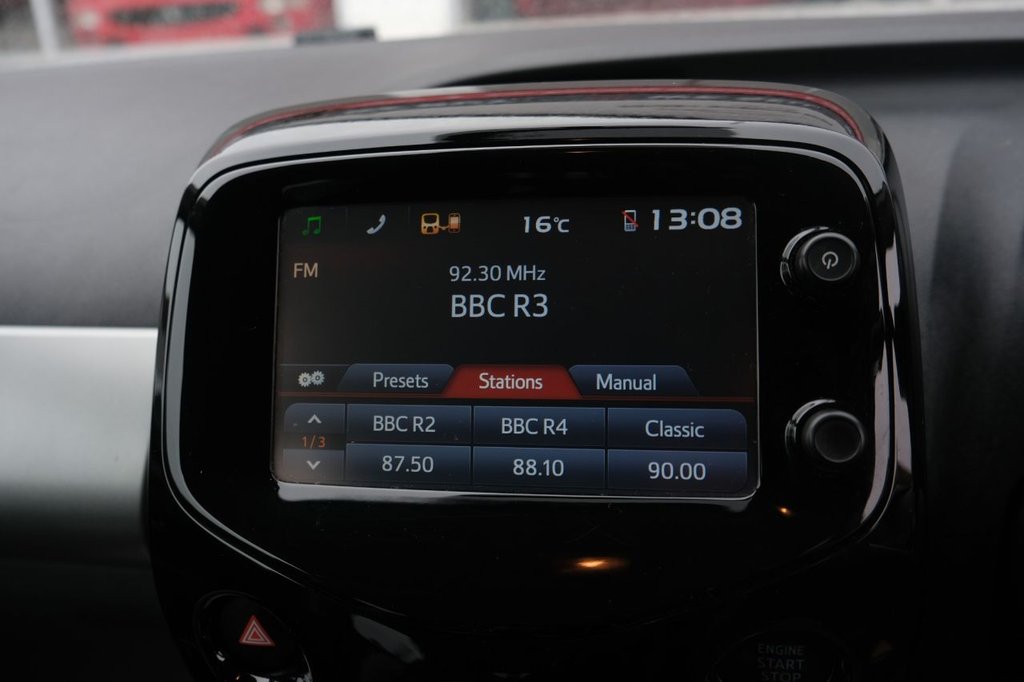 16°C 13:08
FM
92.30 MHz
BBC R3
Presets Stations Manual
BBC R2 BBC R4 Classic
1/3
87.50 88.10 90.00
ENGINE
START
STOP